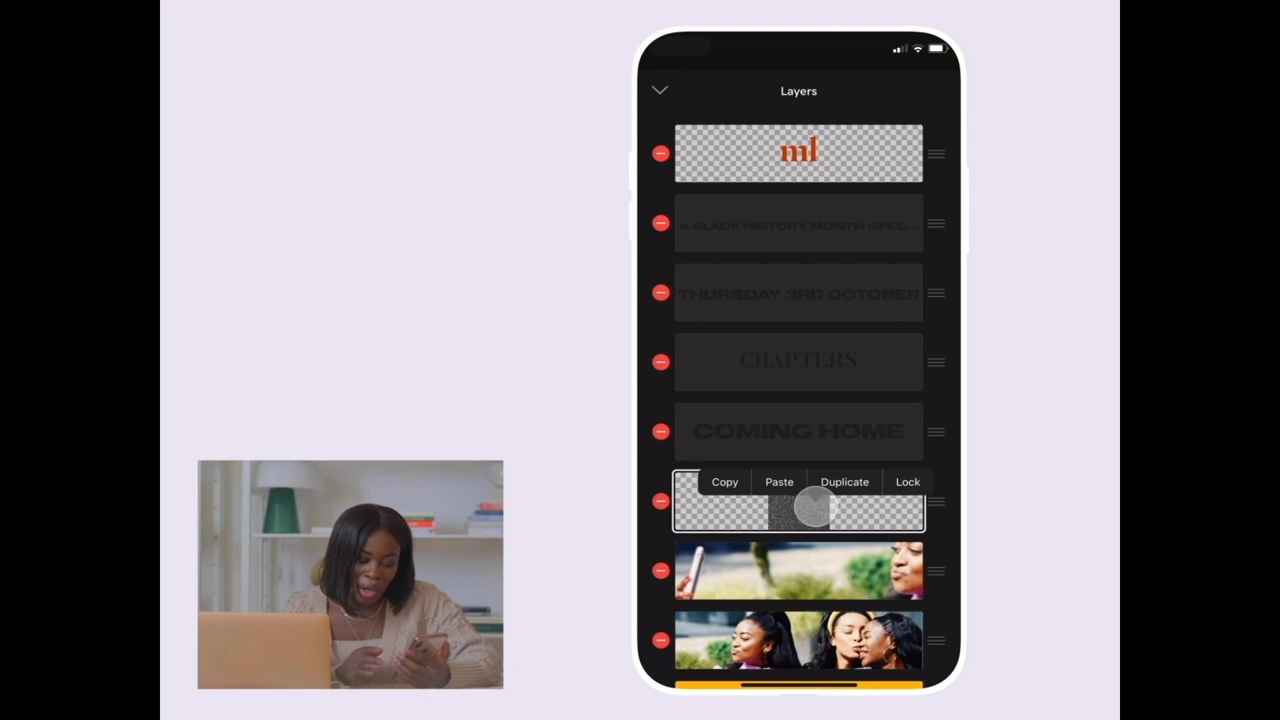 Layers
ml
A BLACK HISTORY MONTH SPEC...
THURSDAY 3RD OCTOBER
CHAPTERS
COMING HOME
Copy Paste Duplicate Lock